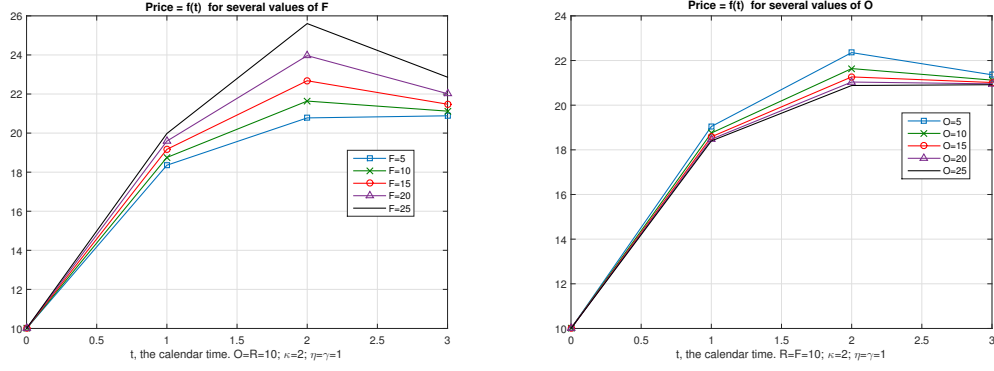 Price = f(t) for several values of F
26
24
22
20
18
16
14
12
10
0 0.5 1 1.5 2 2.5 3
t, the calendar time. O=R=10; κ=2; η=γ=1
F=5
F=10
F=15
F=20
F=25
Price = f(t) for several values of O
24
22
20
18
16
14
12
10
0 0.5 1 1.5 2 2.5 3
t, the calendar time. R=F=10; κ=2; η=γ=1
O=5
O=10
O=15
O=20
O=25